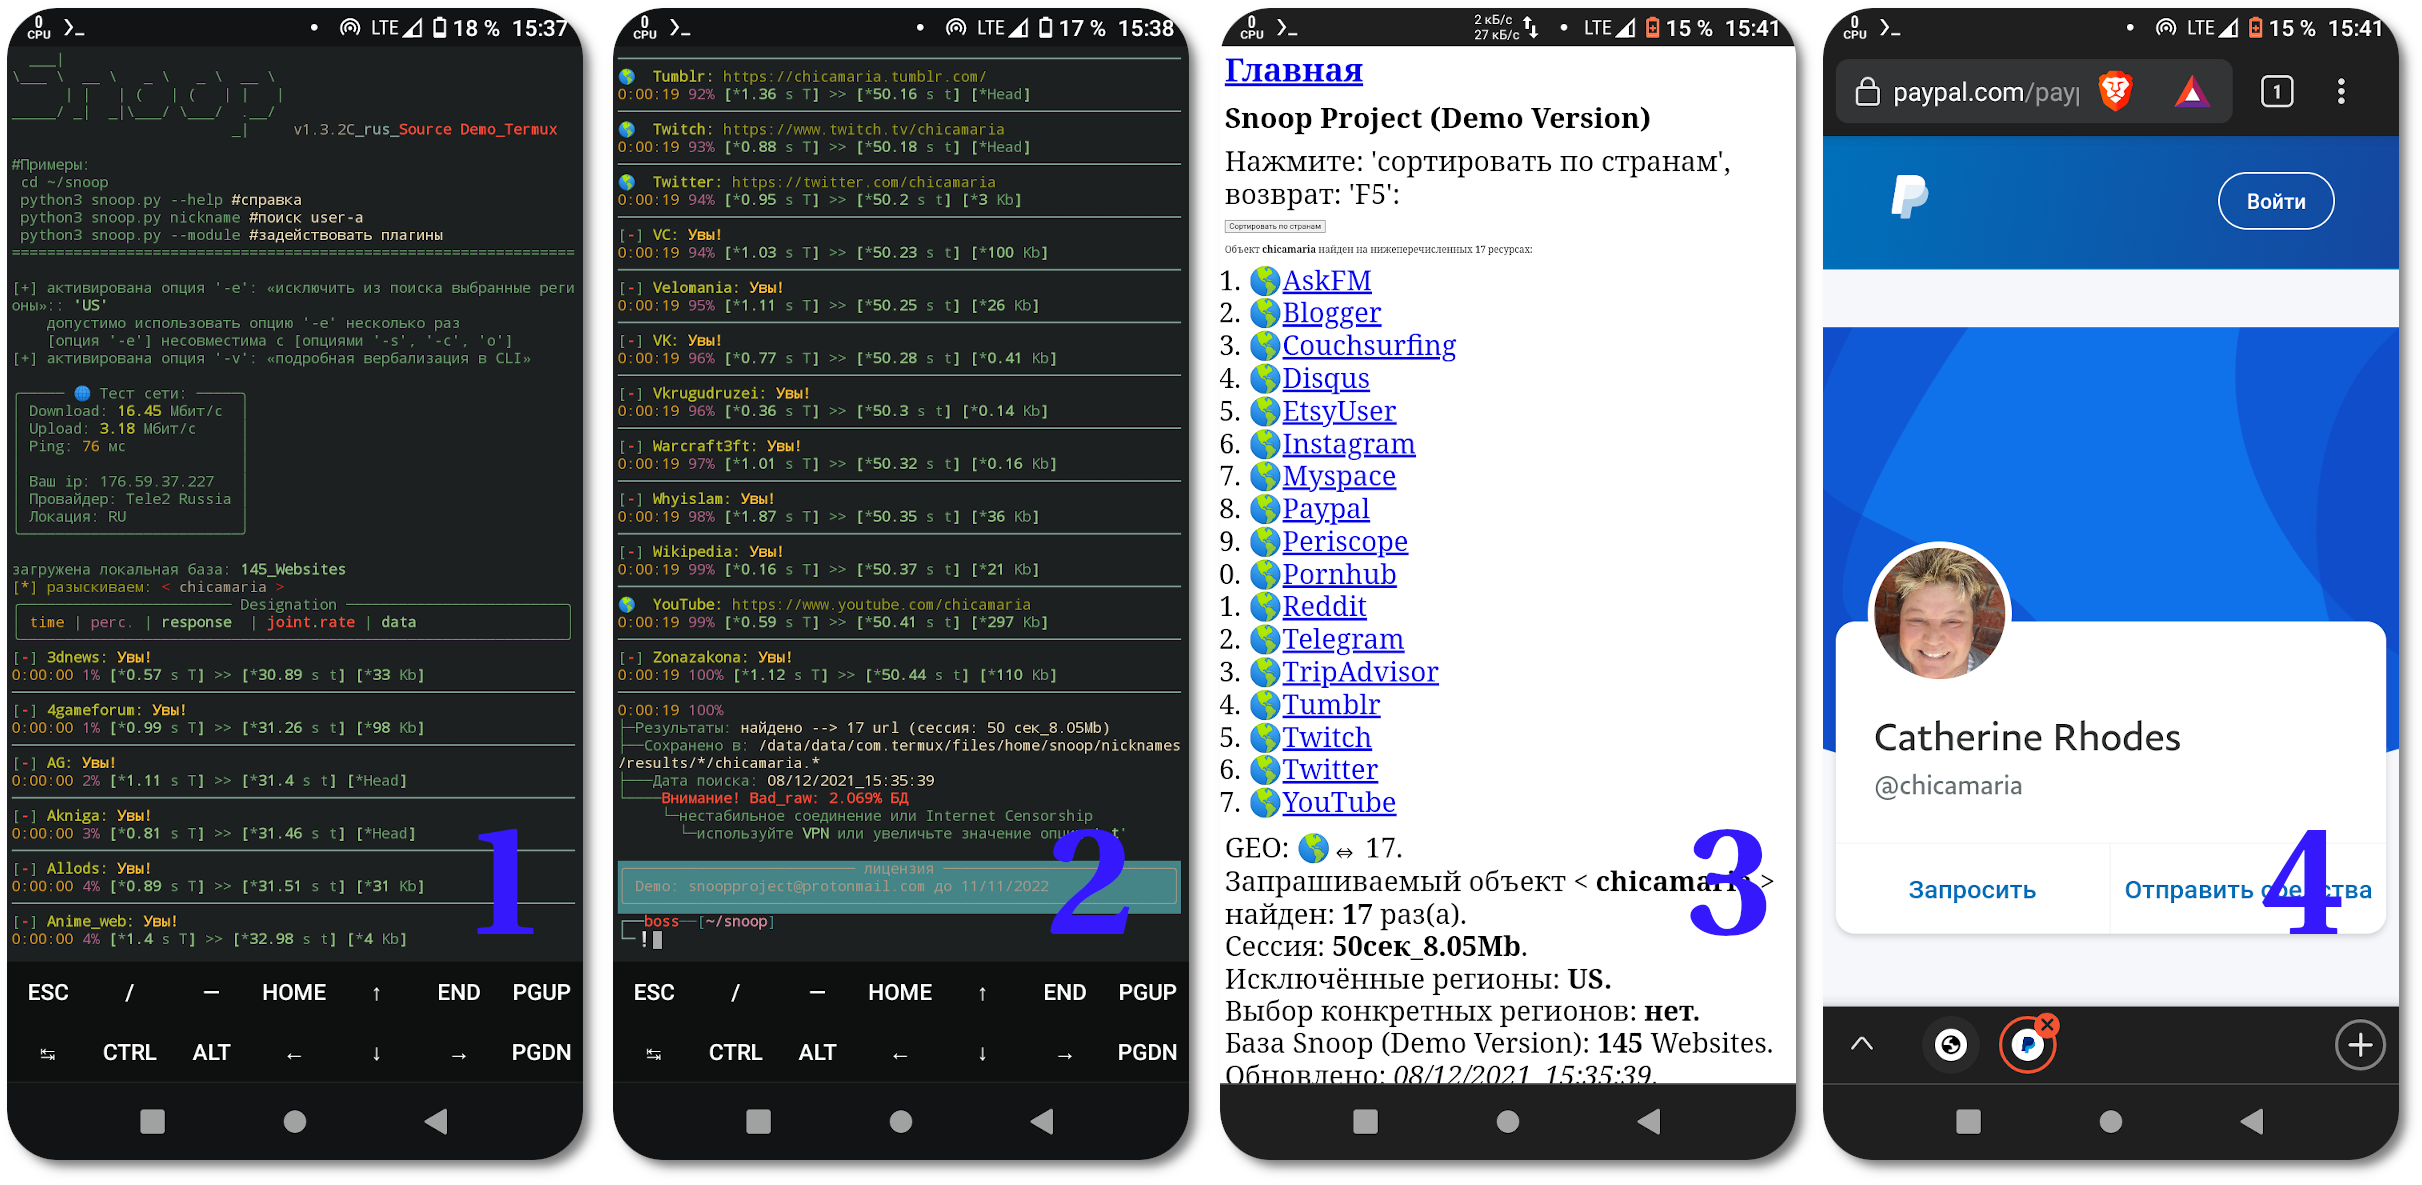 0
CPU
LTE 18 % 15:37
Snoop
v1.3.2C_rus_Source Demo_Termux
#Примеры:
cd ~/snoop
python3 snoop.py --help #справка
python3 snoop.py nickname #поиск user-a
python3 snoop.py --module #задействовать плагины
================================================================
[+] активирована опция '-e': «исключить из поиска выбранные реги
оны»:: 'US'
допустимо использовать опцию '-e' несколько раз
[опция '-e'] несовместима с [опциями '-s', '-c', 'o']
[+] активирована опция '-v': «подробная вербализация в CLI»
Тест сети:
Download: 16.45 Мбит/с
Upload: 3.18 Мбит/с
Ping: 76 мс
Ваш ip: 176.59.37.227
Провайдер: Tele2 Russia
Локация: RU
загружена локальная база: 145_Websites
[*] разыскиваем: < chicamaria >
Designation
time | perc. | response | joint.rate | data
[-] 3dnews: Увы!
0:00:00 1% [*0.57 s T] >> [*30.89 s t] [*33 Kb]
[-] 4gameforum: Увы!
0:00:00 1% [*0.99 s T] >> [*31.26 s t] [*98 Kb]
[-] AG: Увы!
0:00:00 2% [*1.11 s T] >> [*31.4 s t] [*Head]
[-] Akniga: Увы!
0:00:00 3% [*0.81 s T] >> [*31.46 s t] [*Head]
[-] Allods: Увы!
0:00:00 4% [*0.89 s T] >> [*31.51 s t] [*31 Kb]
[-] Anime_web: Увы!
0:00:00 4% [*1.4 s T] >> [*32.98 s t] [*4 Kb]
1
ESC / — HOME ↑ END PGUP
↹ CTRL ALT ← ↓ → PGDN
0
CPU
LTE 17 % 15:38
Tumblr: https://chicamaria.tumblr.com/
0:00:19 92% [*1.36 s T] >> [*50.16 s t] [*Head]
Twitch: https://www.twitch.tv/chicamaria
0:00:19 93% [*0.88 s T] >> [*50.18 s t] [*Head]
Twitter: https://twitter.com/chicamaria
0:00:19 94% [*0.95 s T] >> [*50.2 s t] [*3 Kb]
[-] VC: Увы!
0:00:19 94% [*1.03 s T] >> [*50.23 s t] [*100 Kb]
[-] Velomania: Увы!
0:00:19 95% [*1.11 s T] >> [*50.25 s t] [*26 Kb]
[-] VK: Увы!
0:00:19 96% [*0.77 s T] >> [*50.28 s t] [*0.41 Kb]
[-] Vkrugudruzei: Увы!
0:00:19 96% [*0.36 s T] >> [*50.3 s t] [*0.14 Kb]
[-] Warcraft3ft: Увы!
0:00:19 97% [*1.01 s T] >> [*50.32 s t] [*0.16 Kb]
[-] Whyislam: Увы!
0:00:19 98% [*1.87 s T] >> [*50.35 s t] [*36 Kb]
[-] Wikipedia: Увы!
0:00:19 99% [*0.16 s T] >> [*50.37 s t] [*21 Kb]
YouTube: https://www.youtube.com/chicamaria
0:00:19 99% [*0.59 s T] >> [*50.41 s t] [*297 Kb]
[-] Zonazakona: Увы!
0:00:19 100% [*1.12 s T] >> [*50.44 s t] [*110 Kb]
0:00:19 100%
├─Результаты: найдено --> 17 url (сессия: 50 сек_8.05Mb)
├──Сохранено в: /data/data/com.termux/files/home/snoop/nicknames
/results/*/chicamaria.*
├───Дата поиска: 08/12/2021_15:35:39
└────Внимание! Bad_raw: 2.069% БД
└─нестабильное соединение или Internet Censorship
└─используйте VPN или увеличьте значение опции '-t'
лицензия
Demo: snoopproject@protonmail.com до 11/11/2022
boss──[~/snoop]
!
2
ESC / — HOME ↑ END PGUP
↹ CTRL ALT ← ↓ → PGDN
0
CPU
2 кБ/с
27 кБ/с
LTE 15 % 15:41
Главная
Snoop Project (Demo Version)
Нажмите: 'сортировать по странам',
возврат: 'F5':
Сортировать по странам
Объект chicamaria найден на нижеперечисленных 17 ресурсах:
1. AskFM
2. Blogger
3. Couchsurfing
4. Disqus
5. EtsyUser
6. Instagram
7. Myspace
8. Paypal
9. Periscope
0. Pornhub
1. Reddit
2. Telegram
3. TripAdvisor
4. Tumblr
5. Twitch
6. Twitter
7. YouTube
GEO: ⇔ 17.
Запрашиваемый объект < chicamaria >
найден: 17 раз(а).
Сессия: 50сек_8.05Mb.
Исключённые регионы: US.
Выбор конкретных регионов: нет.
База Snoop (Demo Version): 145 Websites.
Обновлено: 08/12/2021_15:35:39.
3
0
CPU
LTE 15 % 15:41
paypal.com/payp
1
Войти
Catherine Rhodes
@chicamaria
Запросить
Отправить средства
4